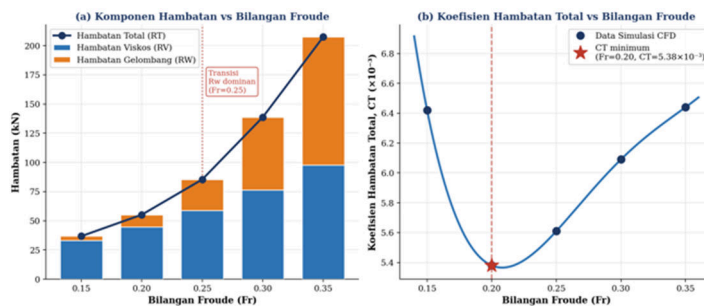 (a) Komponen Hambatan vs Bilangan Froude
Hambatan Total (RT)
Hambatan Viskos (RV)
Hambatan Gelombang (RW)
Transisi
Rw dominan
(Fr=0.25)
Hambatan (kN)
200
175
150
125
100
75
50
25
0
0.15 0.20 0.25 0.30 0.35
Bilangan Froude (Fr)
(b) Koefisien Hambatan Total vs Bilangan Froude
Data Simulasi CFD
CT minimum
(Fr=0.20, CT=5.38×10⁻³)
Koefisien Hambatan Total, CT (×10⁻³)
6.8
6.6
6.4
6.2
6.0
5.8
5.6
5.4
0.15 0.20 0.25 0.30 0.35
Bilangan Froude (Fr)